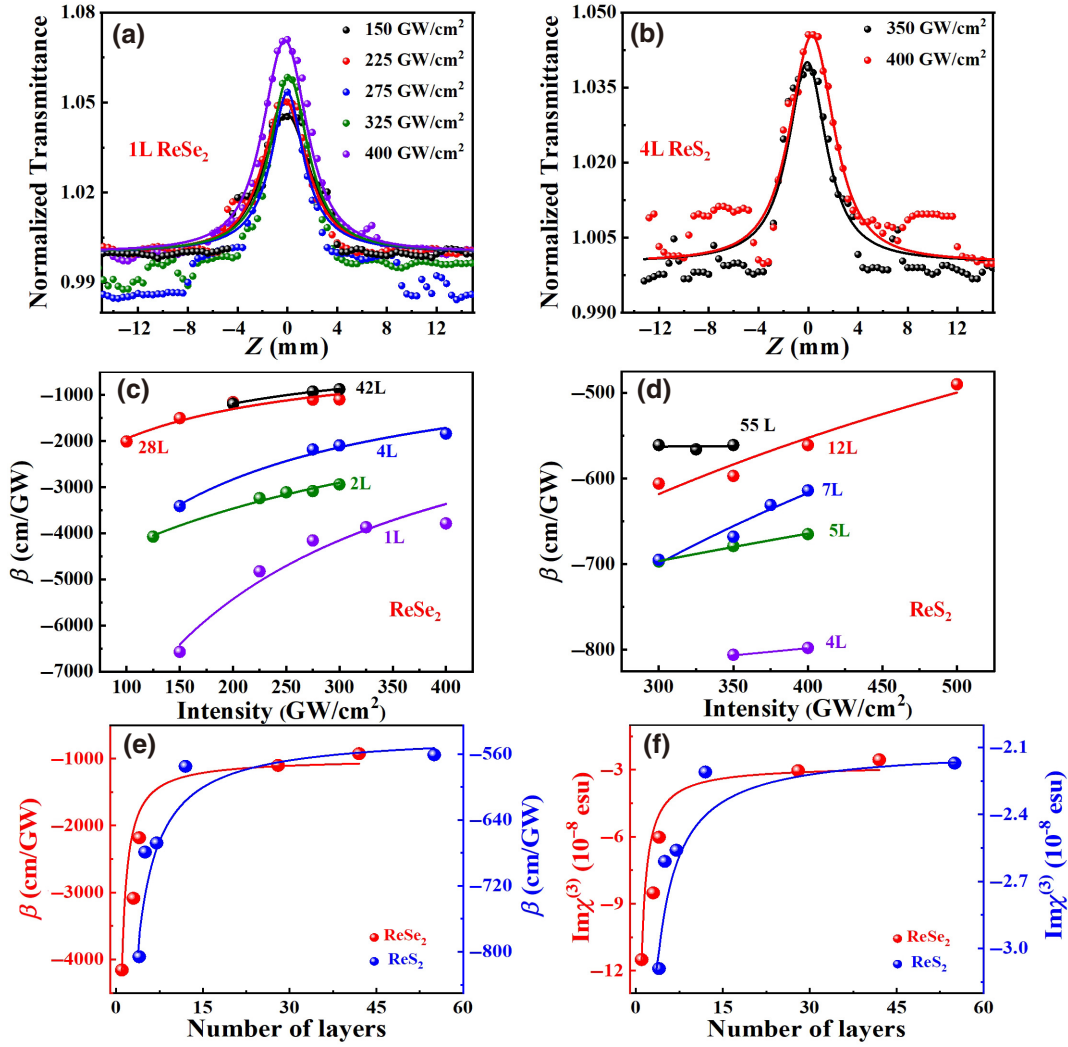 (a)
1.08
1.05
1.02
0.99
Normalized Transmittance
150 GW/cm²
225 GW/cm²
275 GW/cm²
325 GW/cm²
400 GW/cm²
1L ReSe₂
−12 −8 −4 0 4 8 12
Z (mm)
(b)
1.050
1.035
1.020
1.005
0.990
Normalized Transmittance
350 GW/cm²
400 GW/cm²
4L ReS₂
−12 −8 −4 0 4 8 12
Z (mm)
(c)
−1000
−2000
−3000
−4000
−5000
−6000
−7000
β (cm/GW)
42L
28L
4L
2L
1L
ReSe₂
100 150 200 250 300 350 400
Intensity (GW/cm²)
(d)
−500
−600
−700
−800
β (cm/GW)
55 L
12L
7L
5L
4L
ReS₂
300 350 400 450 500
Intensity (GW/cm²)
(e)
−1000
−2000
−3000
−4000
β (cm/GW)
−560
−640
−720
−800
β (cm/GW)
ReSe₂
ReS₂
0 15 30 45 60
Number of layers
(f)
−3
−6
−9
−12
Imχ⁽³⁾ (10⁻⁸ esu)
−2.1
−2.4
−2.7
−3.0
Imχ⁽³⁾ (10⁻⁸ esu)
ReSe₂
ReS₂
0 15 30 45 60
Number of layers